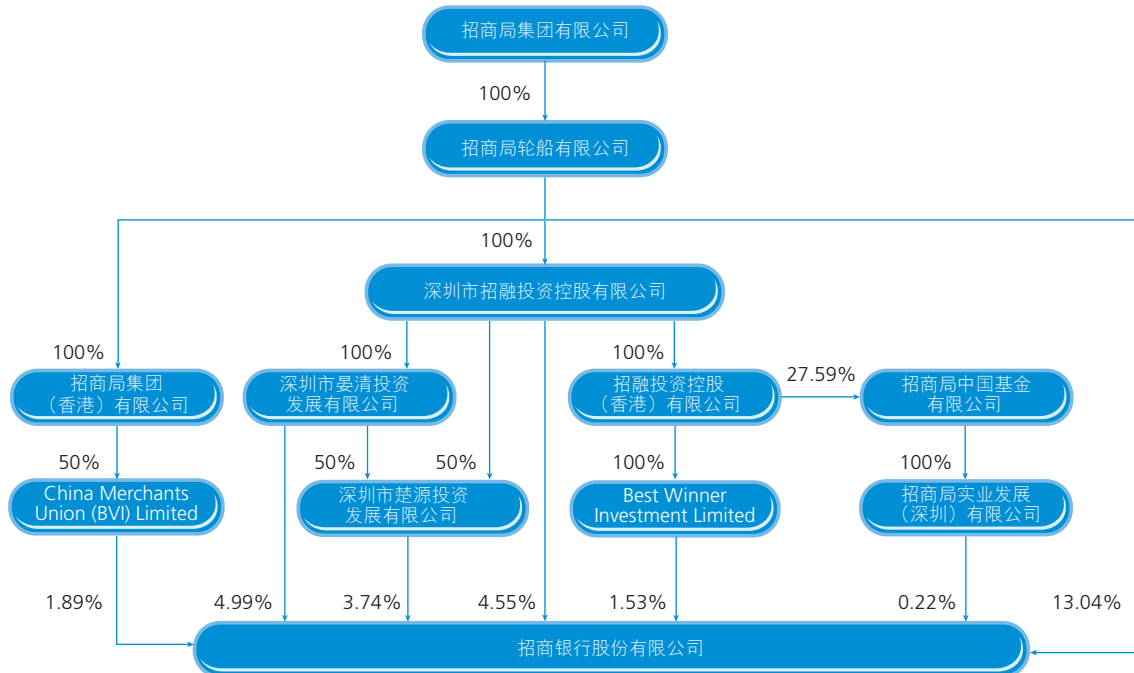 招商局集团有限公司
100%
招商局轮船有限公司
100%
深圳市招融投资控股有限公司
100%
100%
100%
27.59%
招商局集团
（香港）有限公司
深圳市晏清投资
发展有限公司
招融投资控股
（香港）有限公司
招商局中国基金
有限公司
50%
50%
50%
100%
100%
China Merchants
Union (BVI) Limited
深圳市楚源投资
发展有限公司
Best Winner
Investment Limited
招商局实业发展
（深圳）有限公司
1.89%
4.99%
3.74%
4.55%
1.53%
0.22%
13.04%
招商银行股份有限公司